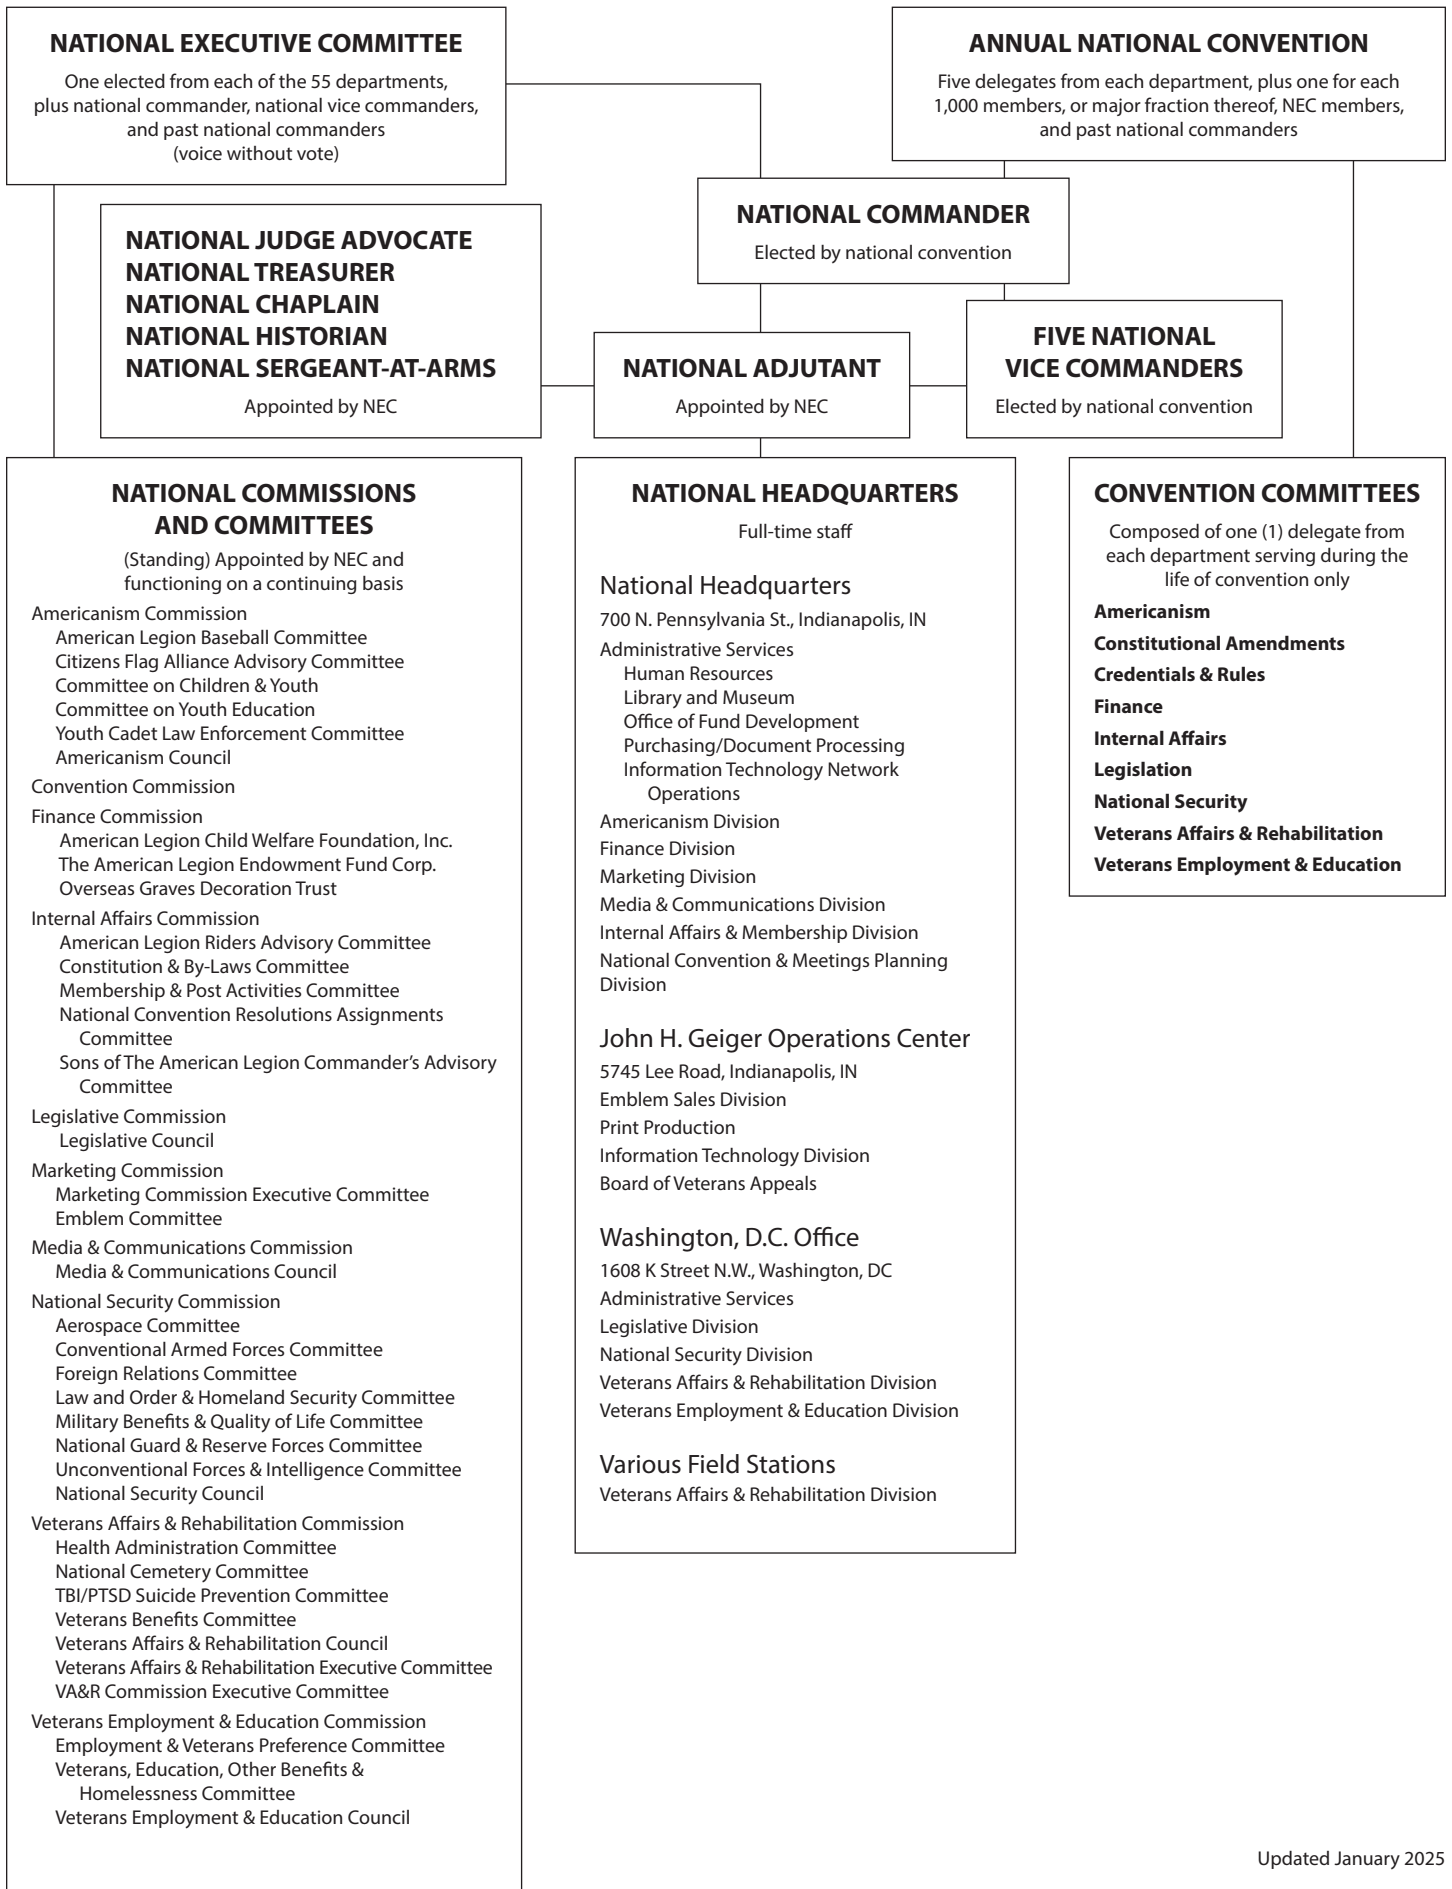 NATIONAL EXECUTIVE COMMITTEE
One elected from each of the 55 departments,
plus national commander, national vice commanders,
and past national commanders
(voice without vote)
ANNUAL NATIONAL CONVENTION
Five delegates from each department, plus one for each
1,000 members, or major fraction thereof, NEC members,
and past national commanders
NATIONAL COMMANDER
Elected by national convention
NATIONAL JUDGE ADVOCATE
NATIONAL TREASURER
NATIONAL CHAPLAIN
NATIONAL HISTORIAN
NATIONAL SERGEANT-AT-ARMS
Appointed by NEC
NATIONAL ADJUTANT
Appointed by NEC
FIVE NATIONAL
VICE COMMANDERS
Elected by national convention
NATIONAL COMMISSIONS
AND COMMITTEES
(Standing) Appointed by NEC and
functioning on a continuing basis
Americanism Commission
American Legion Baseball Committee
Citizens Flag Alliance Advisory Committee
Committee on Children & Youth
Committee on Youth Education
Youth Cadet Law Enforcement Committee
Americanism Council
Convention Commission
Finance Commission
American Legion Child Welfare Foundation, Inc.
The American Legion Endowment Fund Corp.
Overseas Graves Decoration Trust
Internal Affairs Commission
American Legion Riders Advisory Committee
Constitution & By-Laws Committee
Membership & Post Activities Committee
National Convention Resolutions Assignments
Committee
Sons of The American Legion Commander's Advisory
Committee
Legislative Commission
Legislative Council
Marketing Commission
Marketing Commission Executive Committee
Emblem Committee
Media & Communications Commission
Media & Communications Council
National Security Commission
Aerospace Committee
Conventional Armed Forces Committee
Foreign Relations Committee
Law and Order & Homeland Security Committee
Military Benefits & Quality of Life Committee
National Guard & Reserve Forces Committee
Unconventional Forces & Intelligence Committee
National Security Council
Veterans Affairs & Rehabilitation Commission
Health Administration Committee
National Cemetery Committee
TBI/PTSD Suicide Prevention Committee
Veterans Benefits Committee
Veterans Affairs & Rehabilitation Council
Veterans Affairs & Rehabilitation Executive Committee
VA&R Commission Executive Committee
Veterans Employment & Education Commission
Employment & Veterans Preference Committee
Veterans, Education, Other Benefits &
Homelessness Committee
Veterans Employment & Education Council
NATIONAL HEADQUARTERS
Full-time staff
National Headquarters
700 N. Pennsylvania St., Indianapolis, IN
Administrative Services
Human Resources
Library and Museum
Office of Fund Development
Purchasing/Document Processing
Information Technology Network
Operations
Americanism Division
Finance Division
Marketing Division
Media & Communications Division
Internal Affairs & Membership Division
National Convention & Meetings Planning
Division
John H. Geiger Operations Center
5745 Lee Road, Indianapolis, IN
Emblem Sales Division
Print Production
Information Technology Division
Board of Veterans Appeals
Washington, D.C. Office
1608 K Street N.W., Washington, DC
Administrative Services
Legislative Division
National Security Division
Veterans Affairs & Rehabilitation Division
Veterans Employment & Education Division
Various Field Stations
Veterans Affairs & Rehabilitation Division
CONVENTION COMMITTEES
Composed of one (1) delegate from
each department serving during the
life of convention only
Americanism
Constitutional Amendments
Credentials & Rules
Finance
Internal Affairs
Legislation
National Security
Veterans Affairs & Rehabilitation
Veterans Employment & Education
Updated January 2025